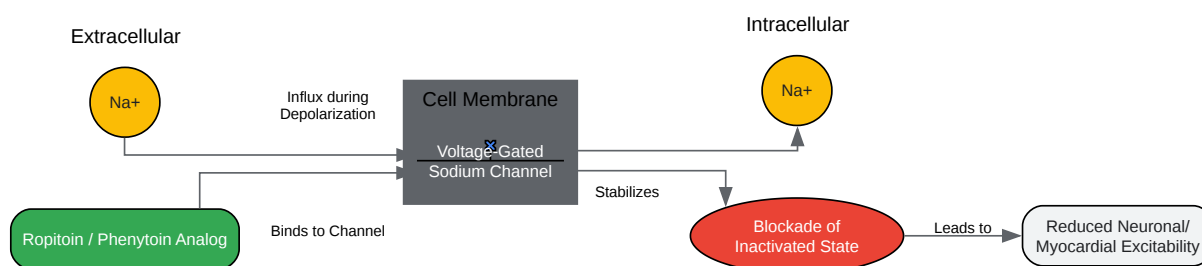 Extracellular
Intracellular
Na+
Influx during
Depolarization
Cell Membrane
Voltage-Gated
Sodium Channel
Na+
Ropitoin / Phenytoin Analog
Binds to Channel
Stabilizes
Blockade of
Inactivated State
Leads to
Reduced Neuronal/
Myocardial Excitability